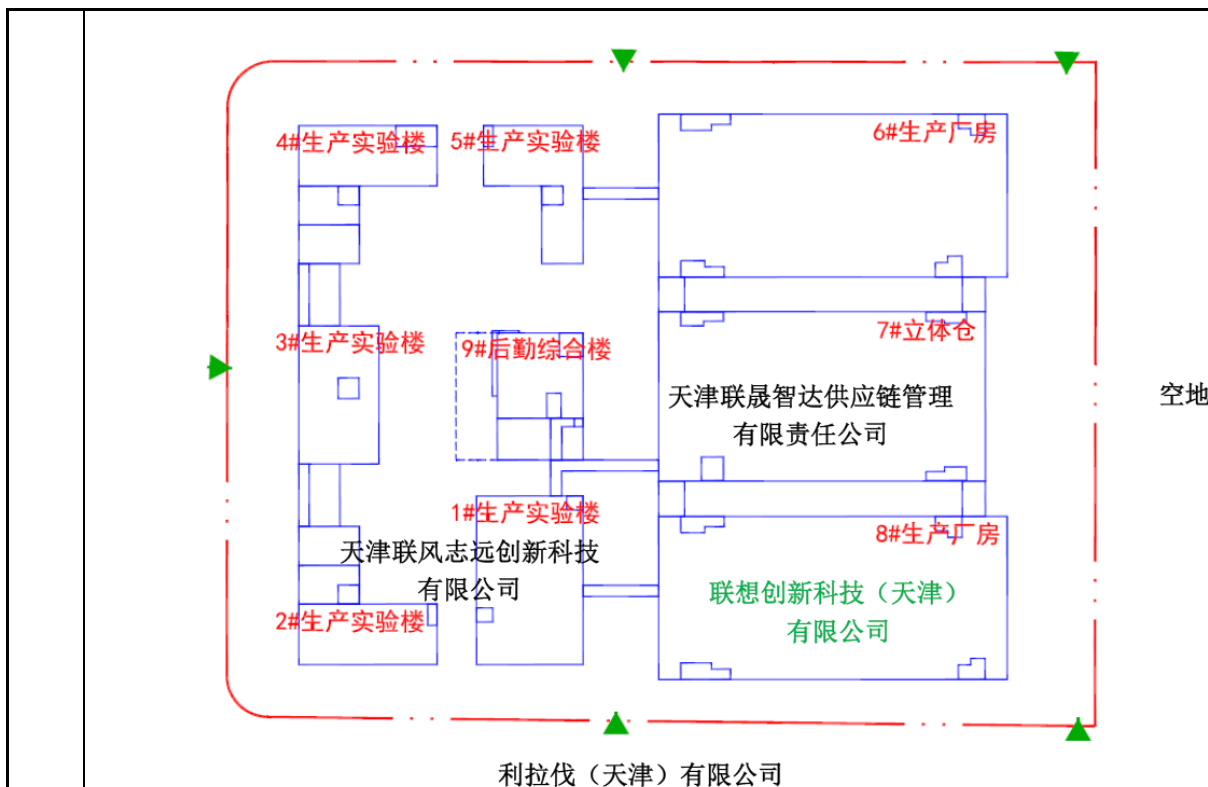 4#生产实验楼
5#生产实验楼
6#生产厂房
3#生产实验楼
9#后勤综合楼
7#立体仓
天津联晟智达供应链管理
有限责任公司
空地
1#生产实验楼
8#生产厂房
天津联风志远创新科技
有限公司
联想创新科技（天津）
有限公司
2#生产实验楼
利拉伐（天津）有限公司